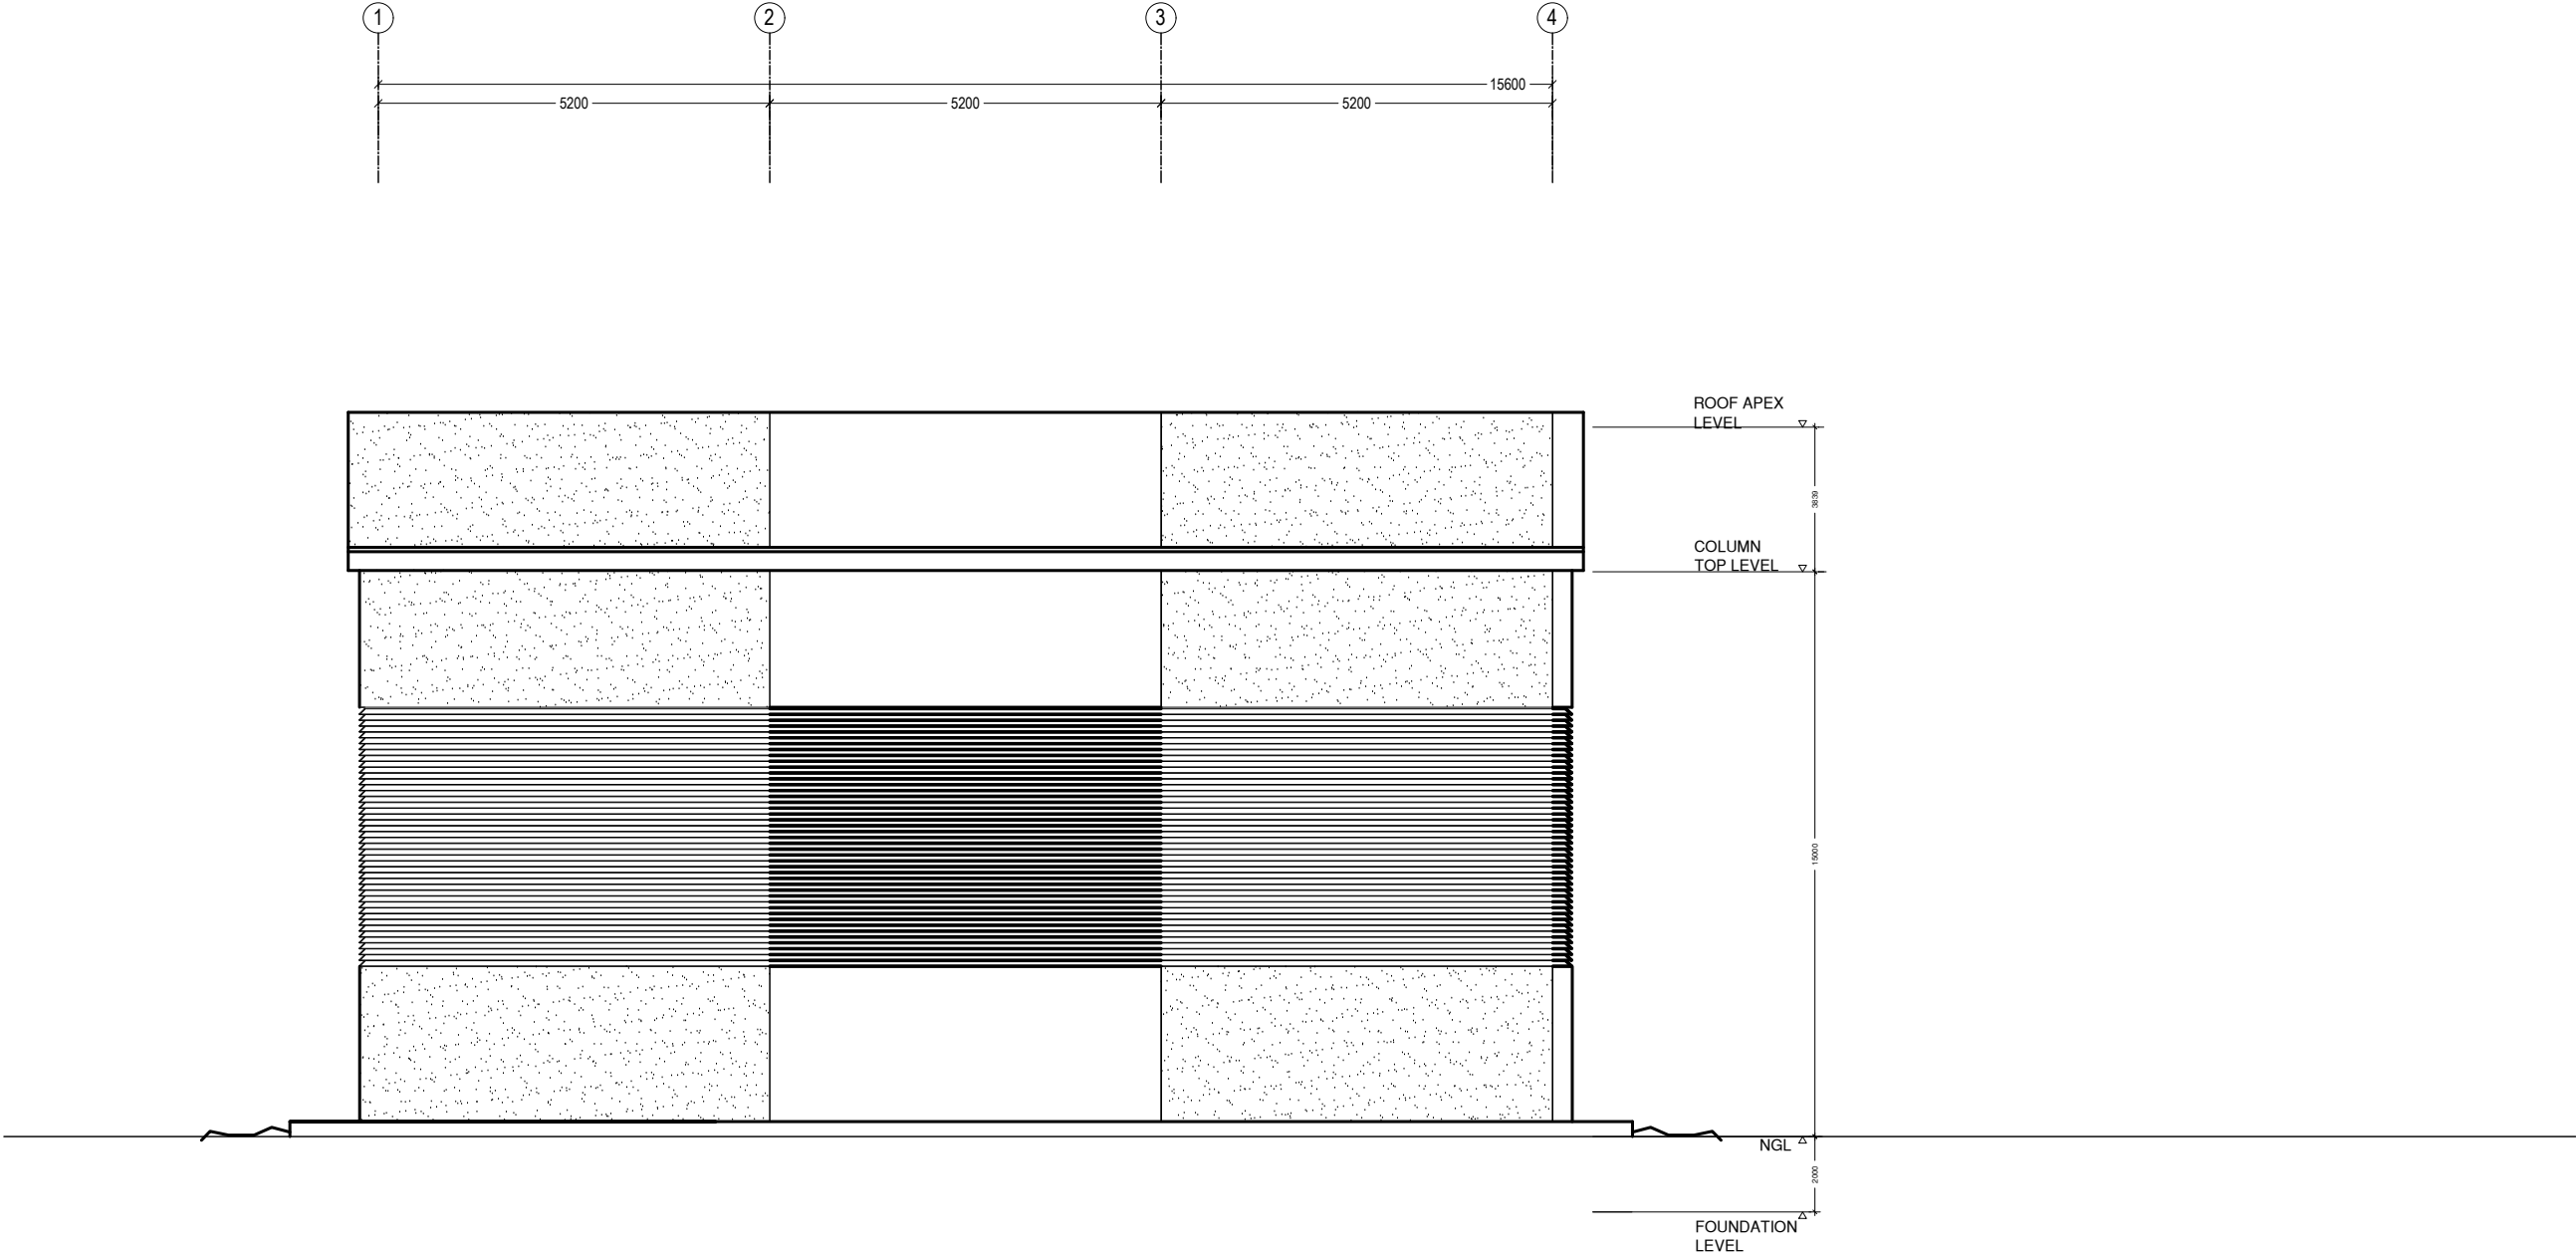 1 2 3 4
15600
5200 5200 5200
ROOF APEX
LEVEL
3839
COLUMN
TOP LEVEL
15000
NGL
2000
FOUNDATION
LEVEL